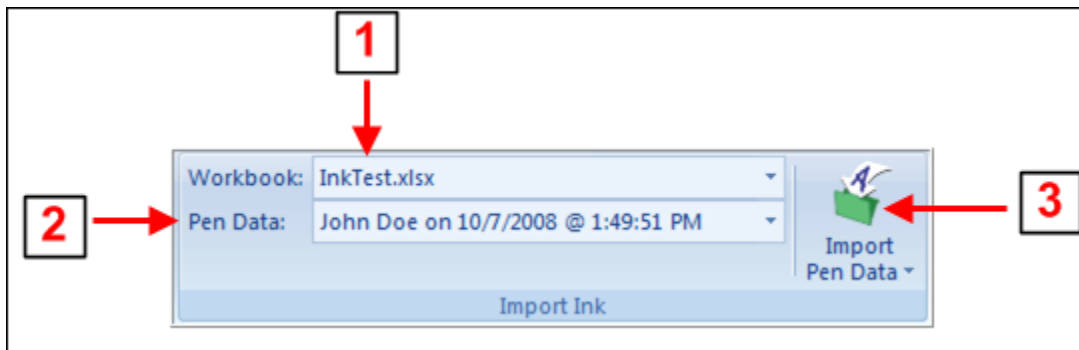 1
Workbook: InkTest.xlsx
2
Pen Data: John Doe on 10/7/2008 @ 1:49:51 PM
3
Import
Pen Data
Import Ink